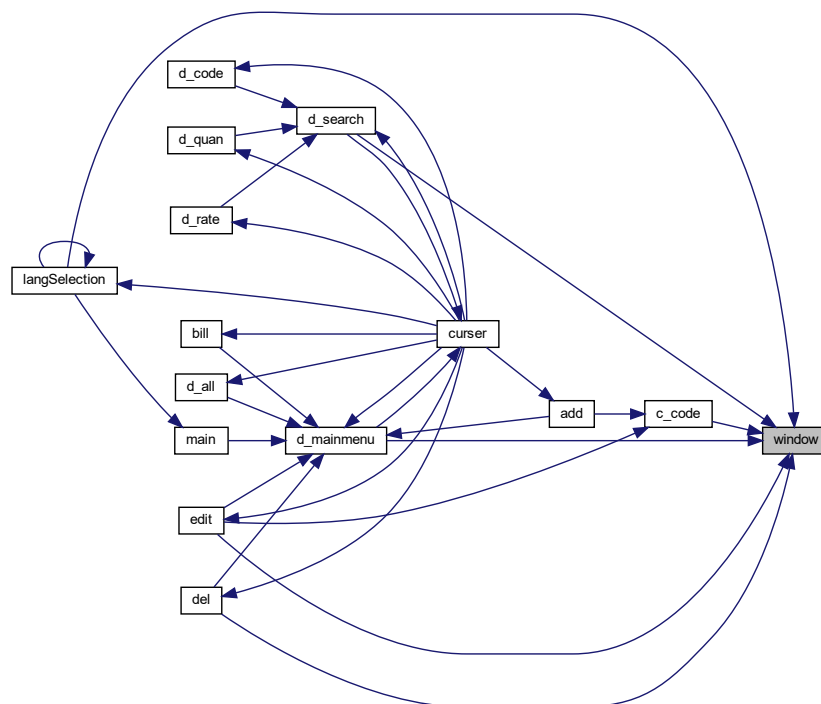 d_code
d_search
d_quan
d_rate
langSelection
bill
curser
d_all
add
c_code
main
d_mainmenu
window
edit
del